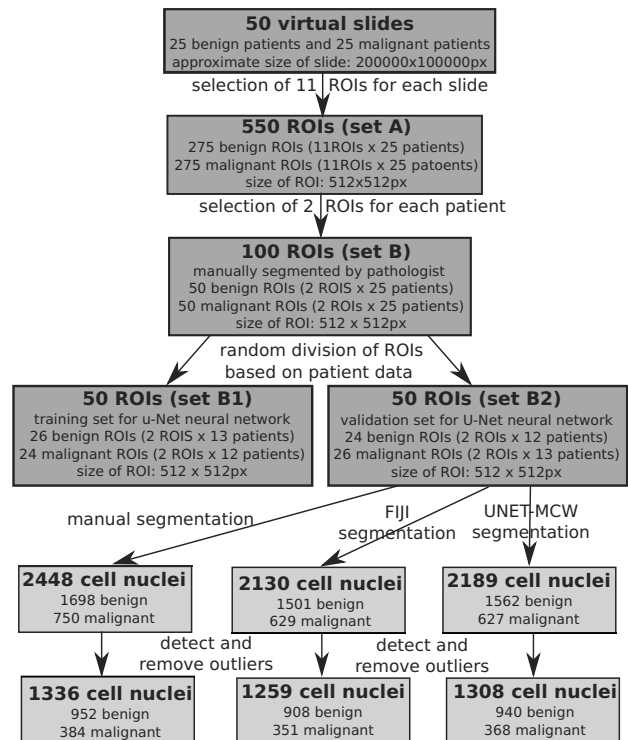 50 virtual slides
25 benign patients and 25 malignant patients
approximate size of slide: 200000x100000px
selection of 11 ROIs for each slide
550 ROIs (set A)
275 benign ROIs (11ROIs x 25 patients)
275 malignant ROIs (11ROIs x 25 patoents)
size of ROI: 512x512px
selection of 2 ROIs for each patient
100 ROIs (set B)
manually segmented by pathologist
50 benign ROIs (2 ROIS x 25 patients)
50 malignant ROIs (2 ROIs x 25 patients)
size of ROI: 512 x 512px
random division of ROIs
based on patient data
50 ROIs (set B1)
training set for u-Net neural network
26 benign ROIs (2 ROIS x 13 patients)
24 malignant ROIs (2 ROIs x 12 patients)
size of ROI: 512 x 512px
50 ROIs (set B2)
validation set for U-Net neural network
24 benign ROIs (2 ROIs x 12 patients)
26 malignant ROIs (2 ROIs x 13 patients)
size of ROI: 512 x 512px
manual segmentation
FIJI
segmentation
UNET-MCW
segmentation
2448 cell nuclei
1698 benign
750 malignant
2130 cell nuclei
1501 benign
629 malignant
2189 cell nuclei
1562 benign
627 malignant
detect and
remove outliers
detect and
remove outliers
1336 cell nuclei
952 benign
384 malignant
1259 cell nuclei
908 benign
351 malignant
1308 cell nuclei
940 benign
368 malignant